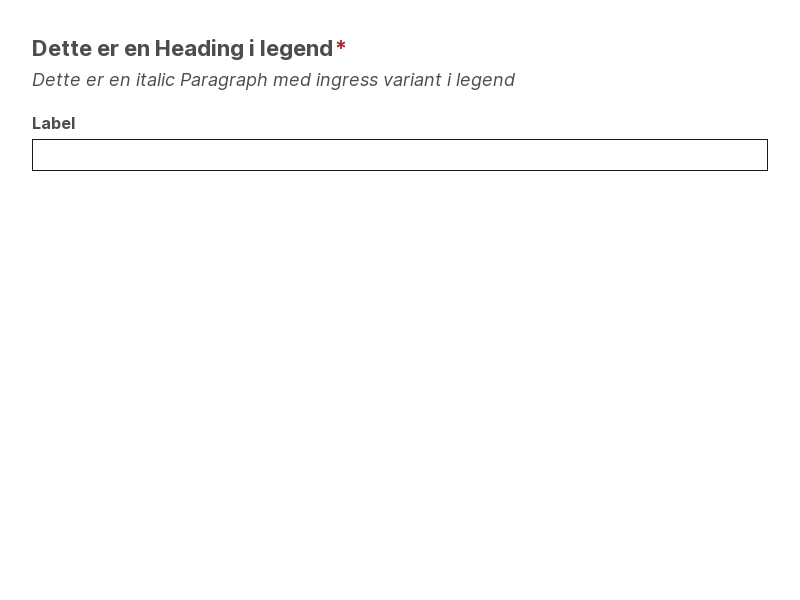 Dette er en Heading i legend*
Dette er en italic Paragraph med ingress variant i legend
Label